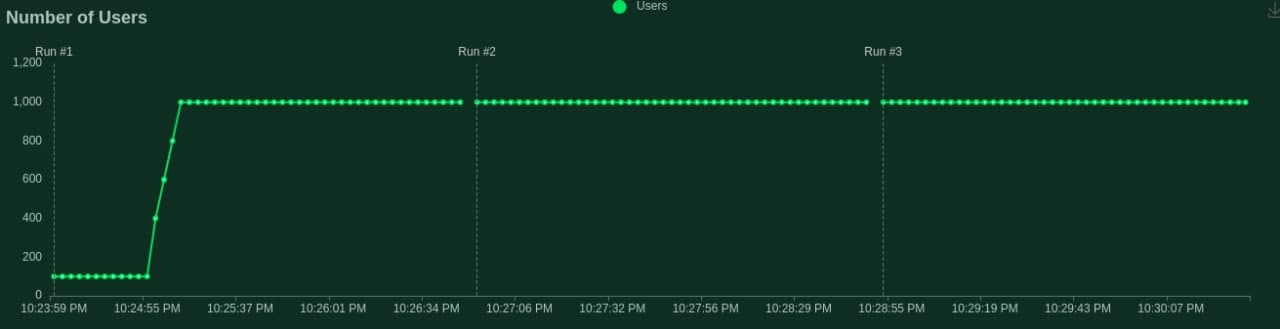 Users
Number of Users
Run #1
Run #2
Run #3
1,200
1,000
800
600
400
200
0
10:23:59 PM
10:24:55 PM
10:25:37 PM
10:26:01 PM
10:26:34 PM
10:27:06 PM
10:27:32 PM
10:27:56 PM
10:28:29 PM
10:28:55 PM
10:29:19 PM
10:29:43 PM
10:30:07 PM